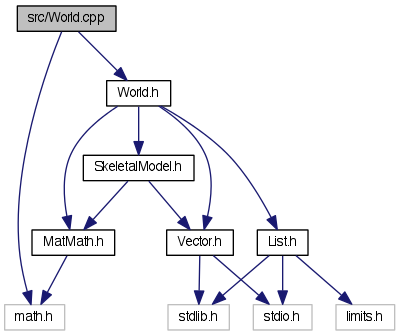 src/World.cpp
World.h
SkeletalModel.h
MatMath.h
Vector.h
List.h
math.h
stdlib.h
stdio.h
limits.h